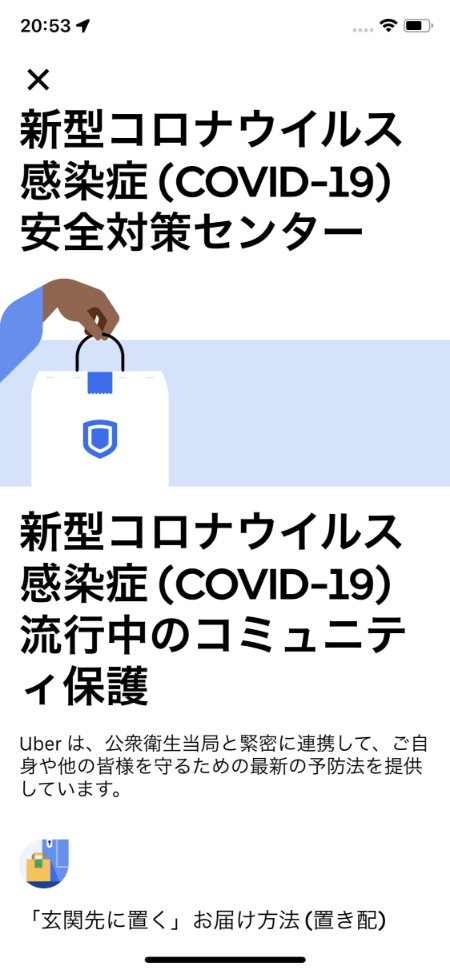 20:53
新型コロナウイルス
感染症 (COVID-19)
安全対策センター
新型コロナウイルス
感染症 (COVID-19)
流行中のコミュニテ
ィ保護
Uber は、公衆衛生当局と緊密に連携して、ご自
身や他の皆様を守るための最新の予防法を提供
しています。
「玄関先に置く」お届け方法 (置き配)